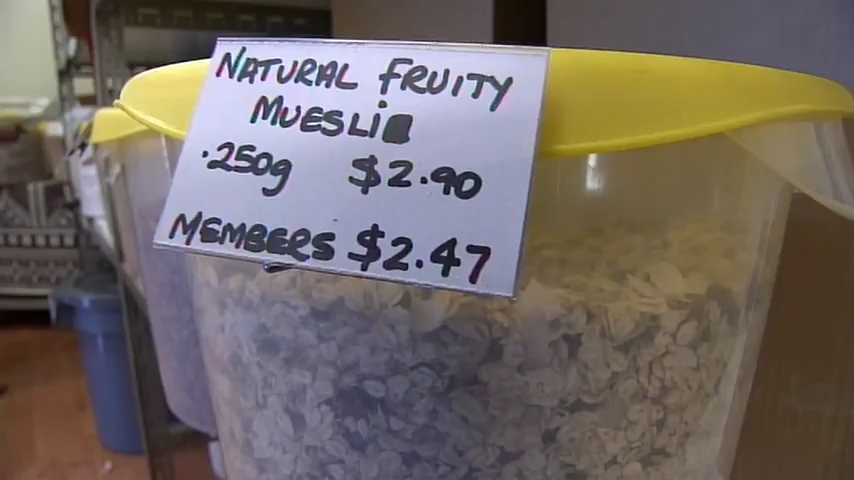 NATURAL FRUITY
MUESLi
.250g $2.90
MEMBERS $2.47